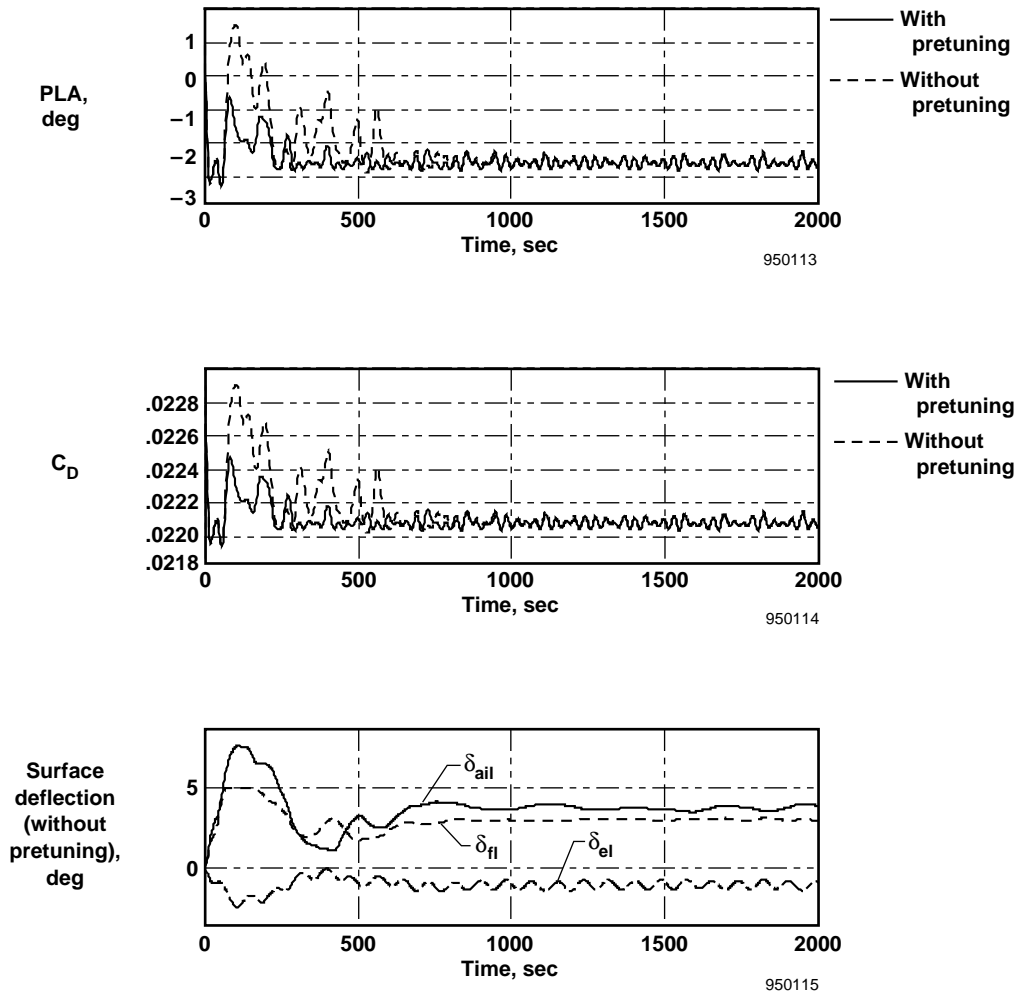 With
pretuning
Without
pretuning
PLA,
deg
1
0
–1
–2
–3
0 500 1000 1500 2000
Time, sec
950113
With
pretuning
Without
pretuning
C_D
.0228
.0226
.0224
.0222
.0220
.0218
0 500 1000 1500 2000
Time, sec
950114
Surface
deflection
(without
pretuning),
deg
5
0
δ_ail
δ_fl
δ_el
0 500 1000 1500 2000
Time, sec
950115